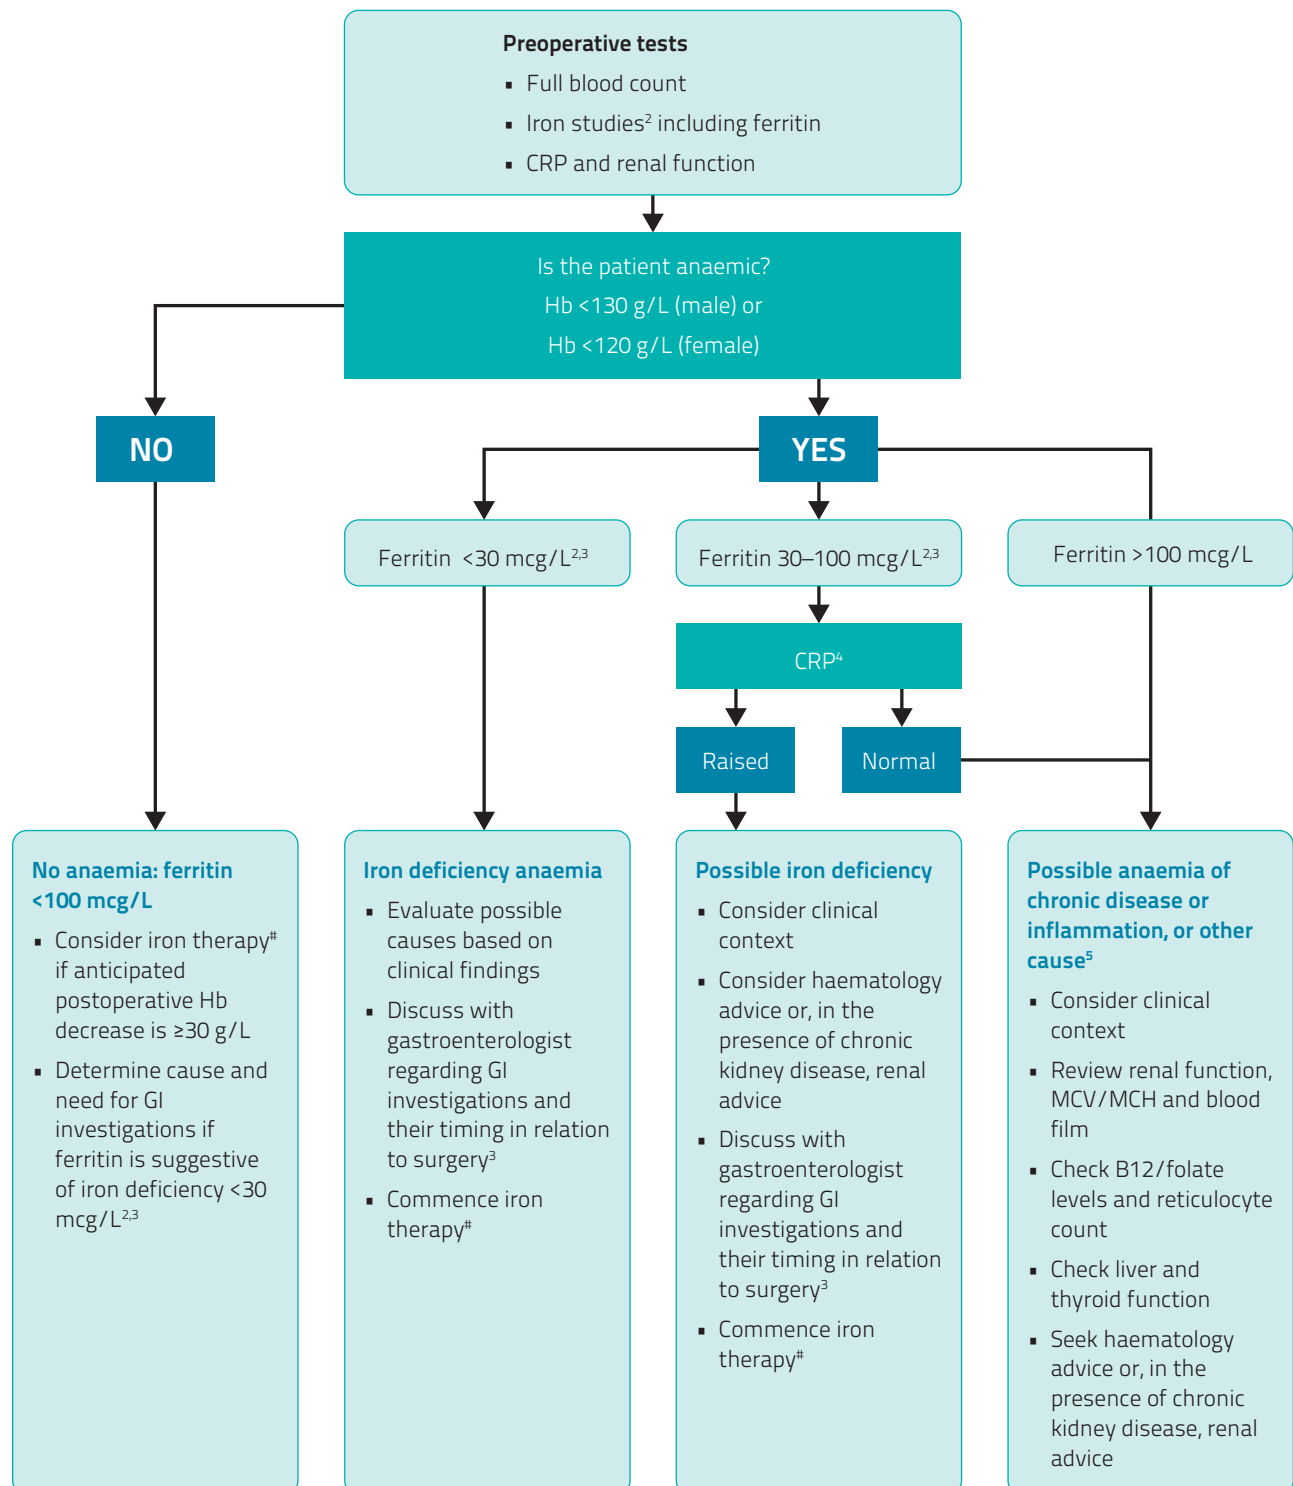 Preoperative tests
▪ Full blood count
▪ Iron studies² including ferritin
▪ CRP and renal function
Is the patient anaemic?
Hb <130 g/L (male) or
Hb <120 g/L (female)
NO
YES
Ferritin <30 mcg/L²,³
Ferritin 30–100 mcg/L²,³
Ferritin >100 mcg/L
CRP⁴
Raised
Normal
No anaemia: ferritin
<100 mcg/L
▪ Consider iron therapy#
if anticipated
postoperative Hb
decrease is ≥30 g/L
▪ Determine cause and
need for GI
investigations if
ferritin is suggestive
of iron deficiency <30
mcg/L²,³
Iron deficiency anaemia
▪ Evaluate possible
causes based on
clinical findings
▪ Discuss with
gastroenterologist
regarding GI
investigations and
their timing in relation
to surgery³
▪ Commence iron
therapy#
Possible iron deficiency
▪ Consider clinical
context
▪ Consider haematology
advice or, in the
presence of chronic
kidney disease, renal
advice
▪ Discuss with
gastroenterologist
regarding GI
investigations and
their timing in relation
to surgery³
▪ Commence iron
therapy#
Possible anaemia of
chronic disease or
inflammation, or other
cause⁵
▪ Consider clinical
context
▪ Review renal function,
MCV/MCH and blood
film
▪ Check B12/folate
levels and reticulocyte
count
▪ Check liver and
thyroid function
▪ Seek haematology
advice or, in the
presence of chronic
kidney disease, renal
advice